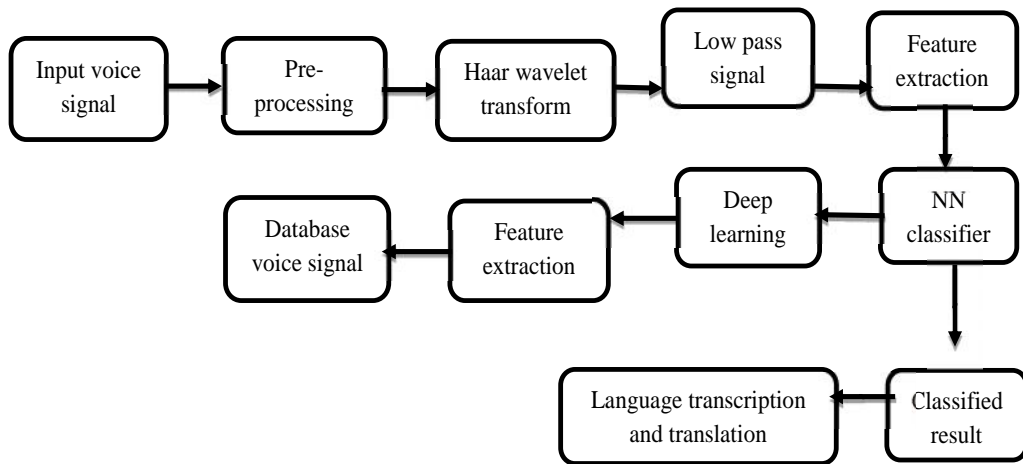 Input voice
signal
Pre-
processing
Haar wavelet
transform
Low pass
signal
Feature
extraction
Database
voice signal
Feature
extraction
Deep
learning
NN
classifier
Language transcription
and translation
Classified
result